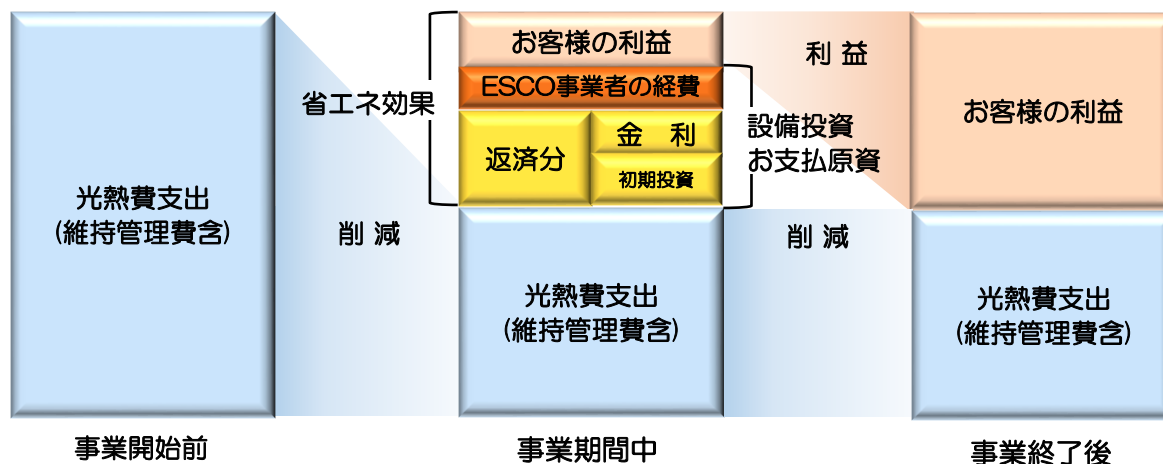 光熱費支出
(維持管理費含)
事業開始前
省エネ効果
削 減
お客様の利益
ESCO事業者の経費
返済分
金 利
初期投資
光熱費支出
(維持管理費含)
事業期間中
利 益
設備投資
お支払原資
削 減
お客様の利益
光熱費支出
(維持管理費含)
事業終了後